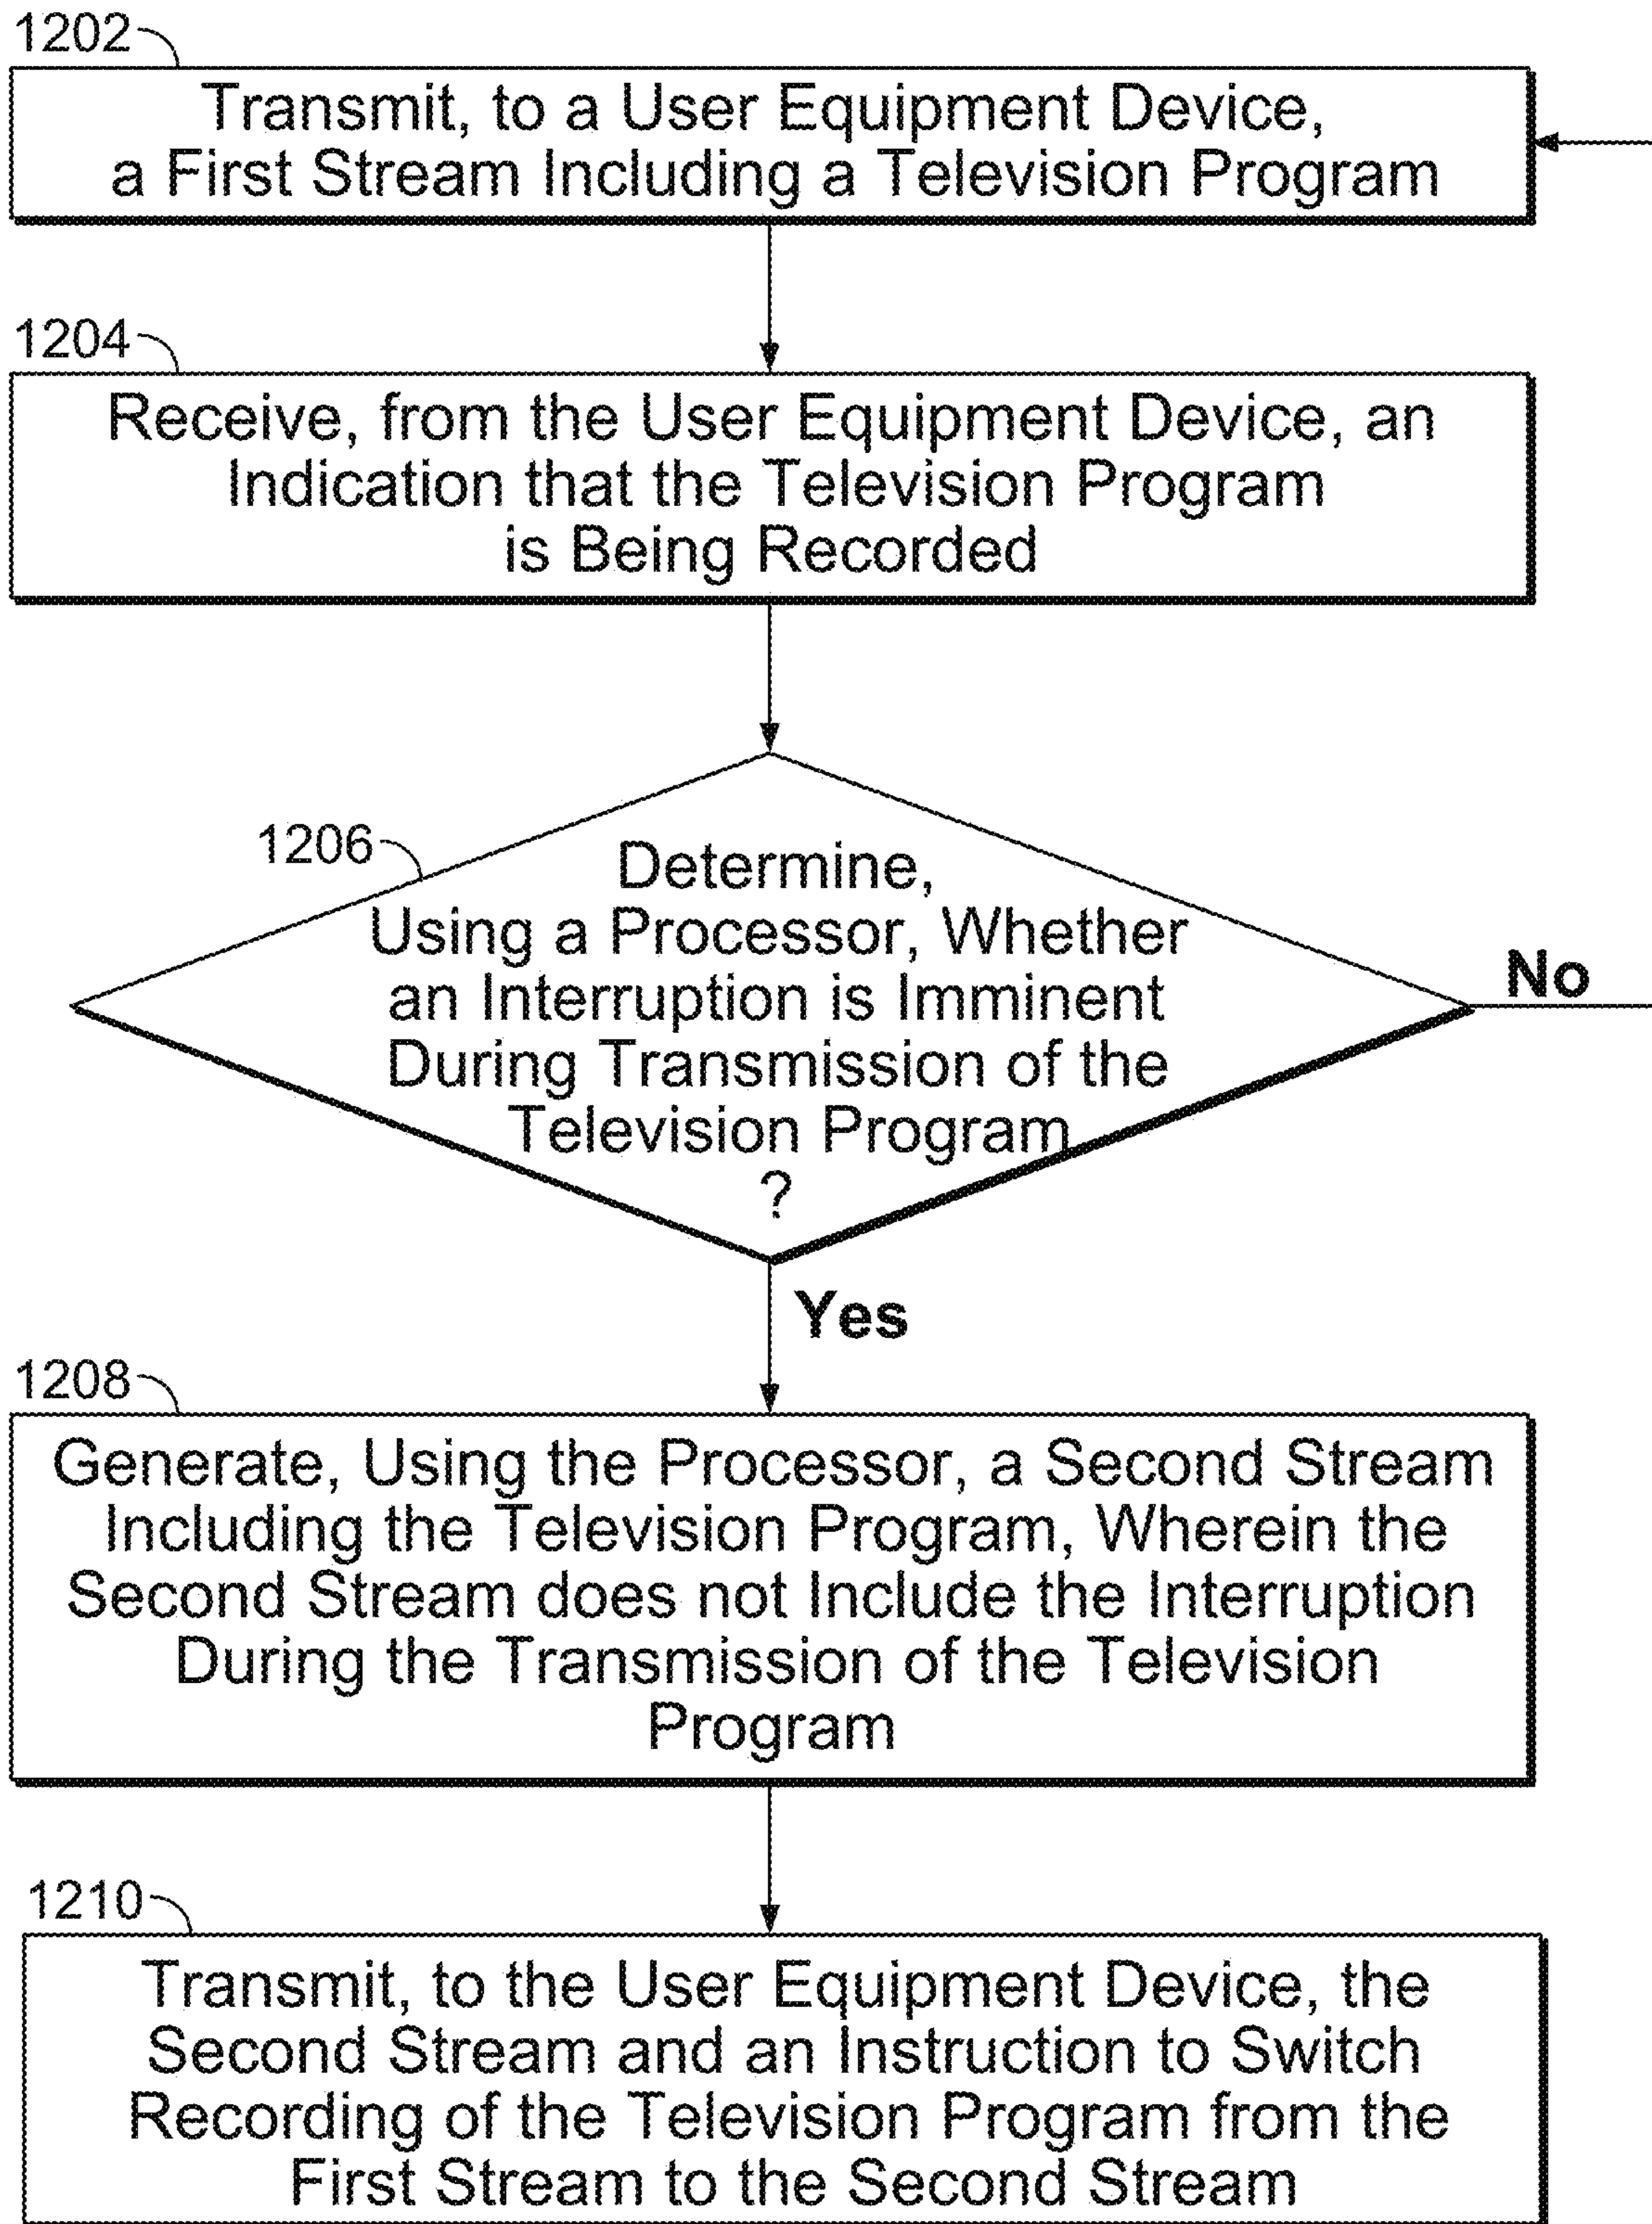 1202
Transmit, to a User Equipment Device,
a First Stream Including a Television Program
1204
Receive, from the User Equipment Device, an
Indication that the Television Program
is Being Recorded
1206
Determine,
Using a Processor, Whether
an Interruption is Imminent
During Transmission of the
Television Program
?
No
Yes
1208
Generate, Using the Processor, a Second Stream
Including the Television Program, Wherein the
Second Stream does not Include the Interruption
During the Transmission of the Television
Program
1210
Transmit, to the User Equipment Device, the
Second Stream and an Instruction to Switch
Recording of the Television Program from the
First Stream to the Second Stream